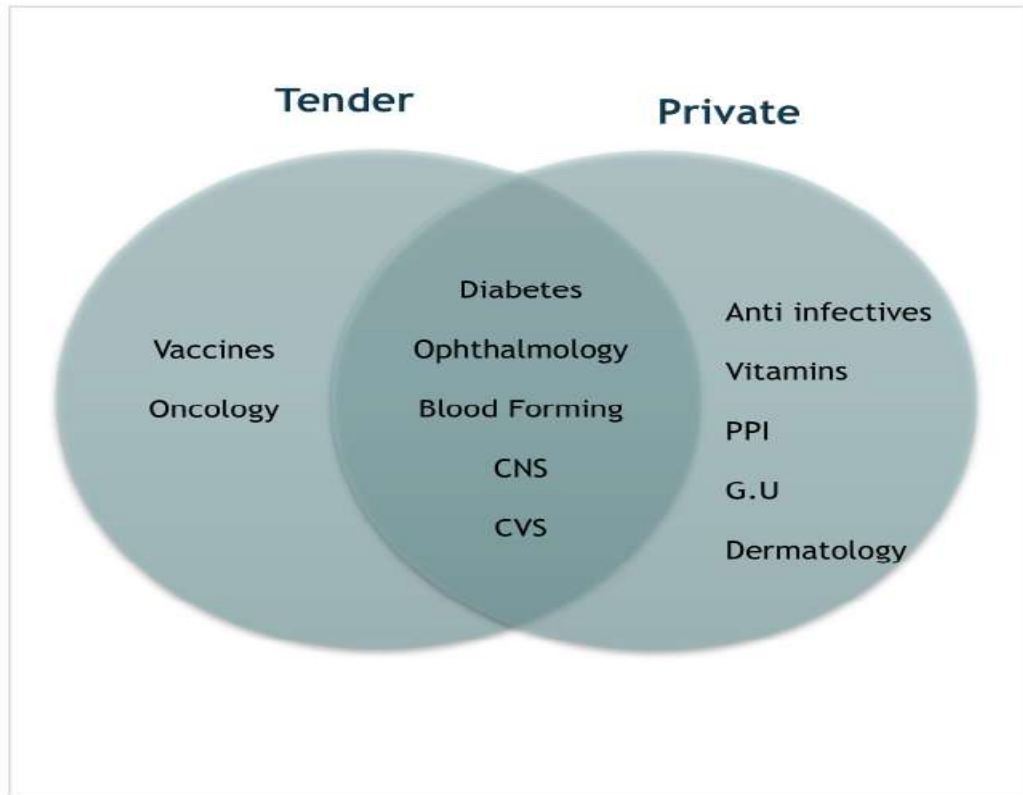 Tender
Private
Vaccines
Oncology
Diabetes
Ophthalmology
Blood Forming
CNS
CVS
Anti infectives
Vitamins
PPI
G.U
Dermatology